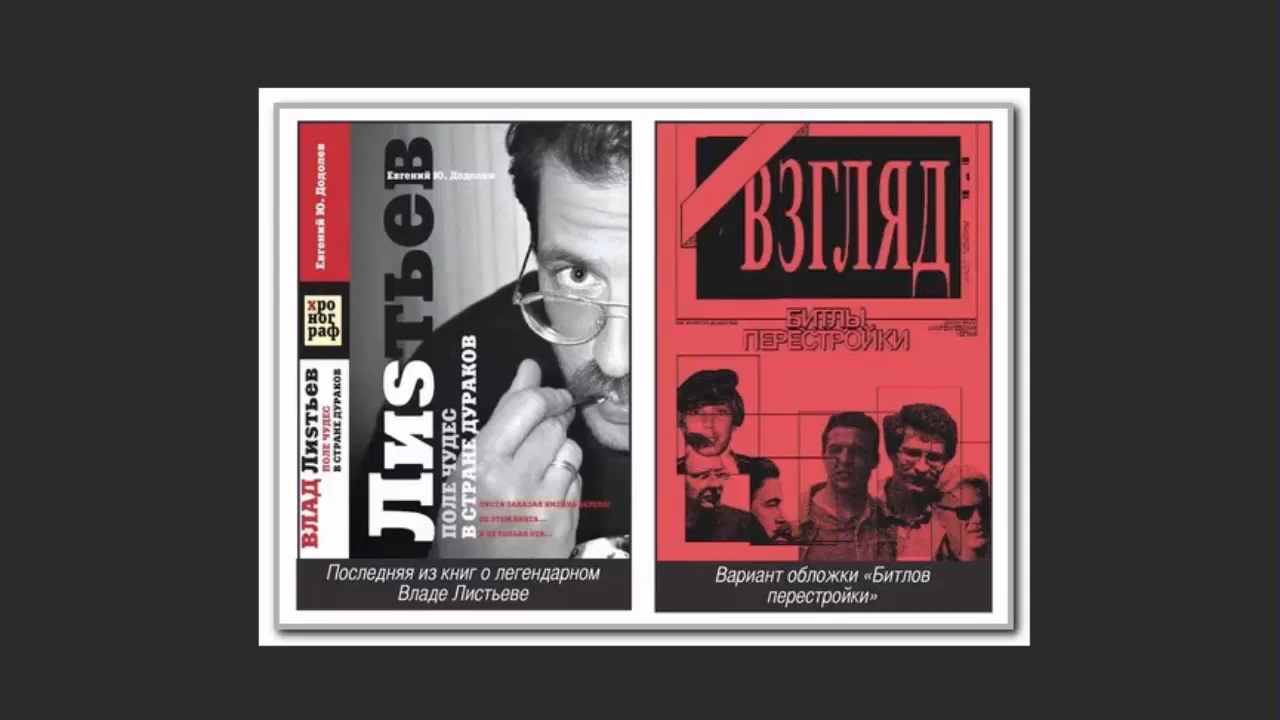 Евгений Ю. Додолев
хро
ног
раф
ВЛАД Лиsтьев
ПОЛЕ ЧУДЕС
В СТРАНЕ ДУРАКОВ
Евгений Ю. Додолев
Лиsтьев
ПОЛЕ ЧУДЕС
В СТРАНЕ ДУРАКОВ
Последняя из книг о легендарном
Владе Листьеве
ВЗГЛЯД
БИТЛЫ
ПЕРЕСТРОЙКИ
Вариант обложки «Битлов
перестройки»